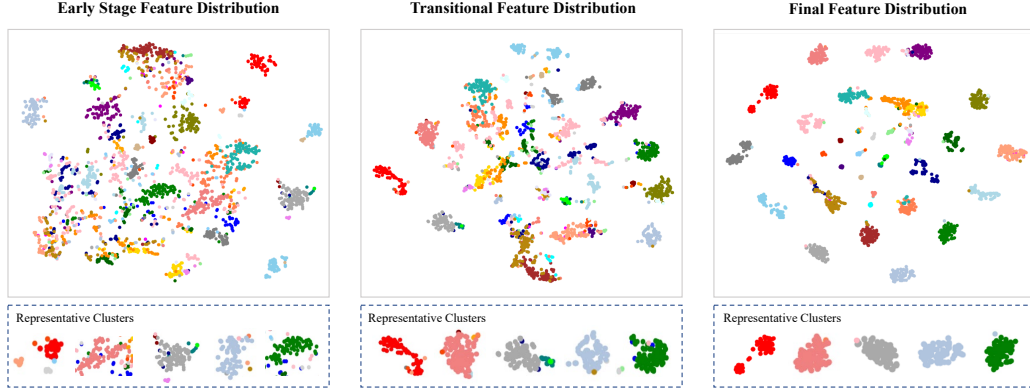 Early Stage Feature Distribution
Transitional Feature Distribution
Final Feature Distribution
Representative Clusters
Representative Clusters
Representative Clusters